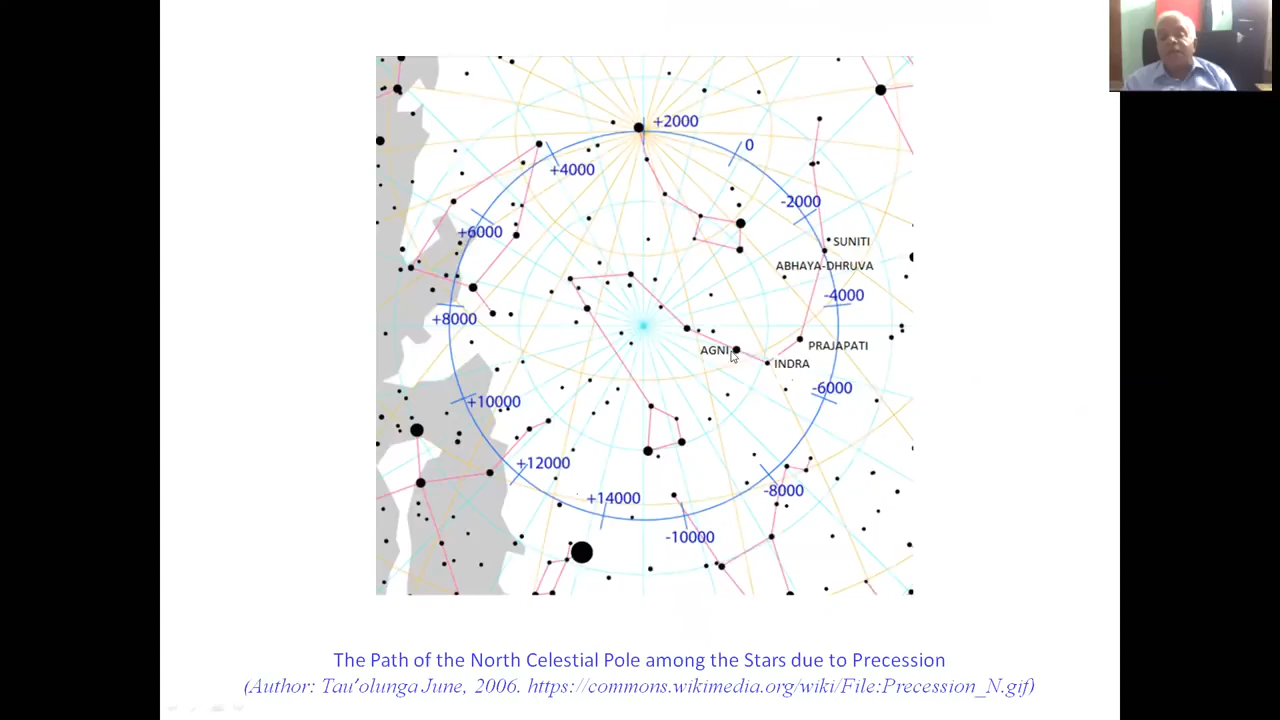 +2000
0
+4000
-2000
+6000
SUNITI
ABHAYA-DHRUVA
-4000
+8000
PRAJAPATI
AGNI
INDRA
-6000
+10000
+12000
-8000
+14000
-10000
The Path of the North Celestial Pole among the Stars due to Precession
(Author: Tau’olunga June, 2006. https://commons.wikimedia.org/wiki/File:Precession_N.gif)